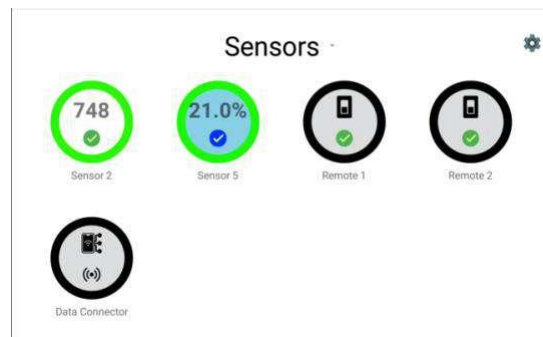 Sensors
748
21.0%
Sensor 2
Sensor 5
Remote 1
Remote 2
Data Connector